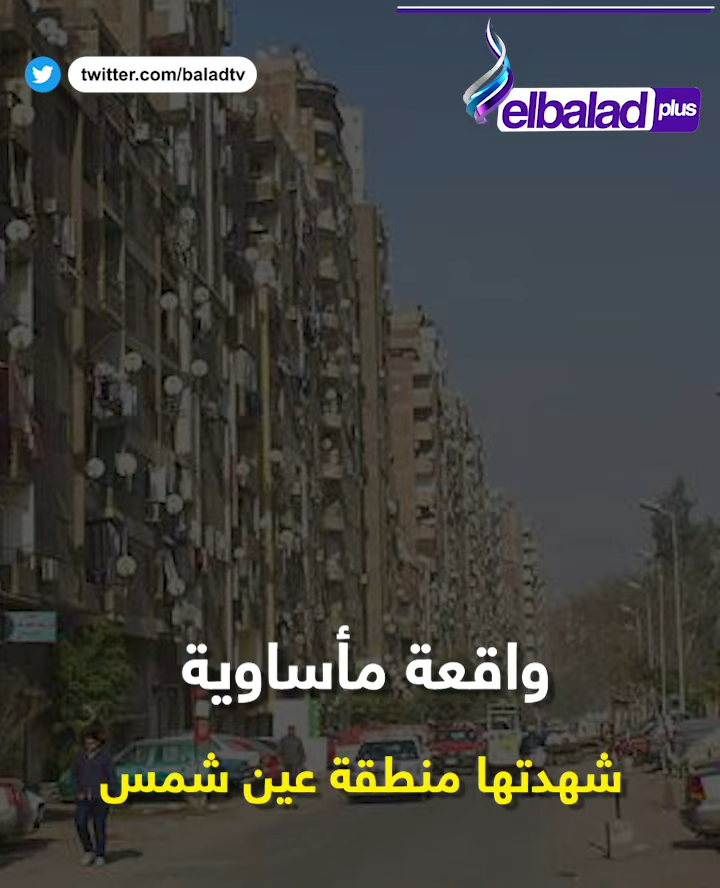 twitter.com/baladtv
elbalad plus
واقعة مأساوية
شهدتها منطقة عين شمس